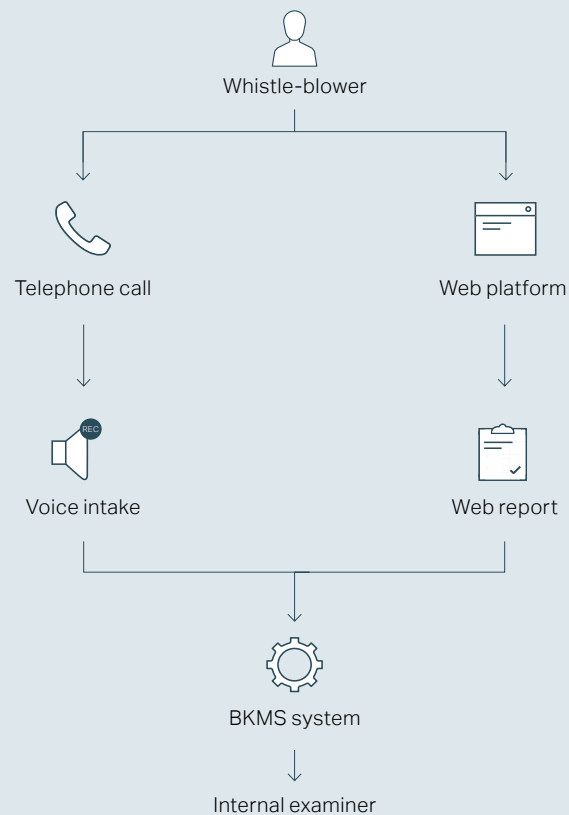 Whistle-blower
Telephone call
Web platform
REC
Voice intake
Web report
BKMS system
Internal examiner